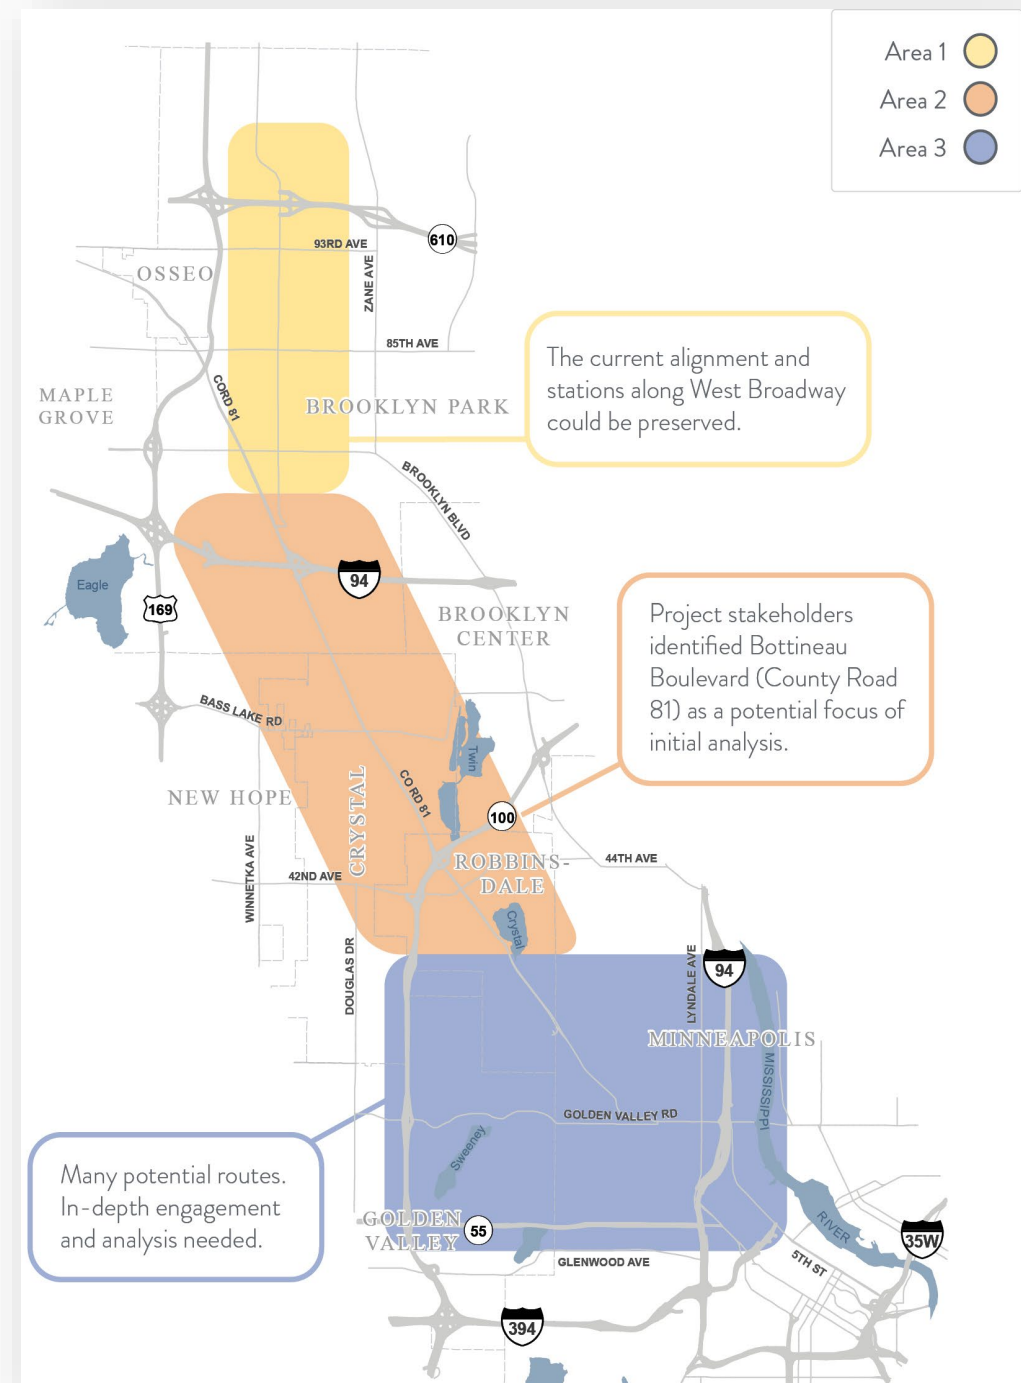 Area 1
Area 2
Area 3
610
93RD AVE
OSSEO
ZANE AVE
85TH AVE
The current alignment and
stations along West Broadway
could be preserved.
MAPLE
GROVE
CORD 81
BROOKLYN PARK
BROOKLYN BLVD
94
Eagle
169
BROOKLYN
CENTER
Project stakeholders
identified Bottineau
Boulevard (County Road
81) as a potential focus of
initial analysis.
BASS LAKE RD
Twin
NEW HOPE
CRYSTAL
CO RD 81
100
WINNETKA AVE
42ND AVE
ROBBINS-
DALE
44TH AVE
Crystal
DOUGLAS DR
LYNDALE AVE
94
MINNEAPOLIS
MISSISSIPPI
GOLDEN VALLEY RD
Sweeney
Many potential routes.
In-depth engagement
and analysis needed.
GOLDEN
VALLEY
55
RIVER
35W
GLENWOOD AVE
5TH ST
394